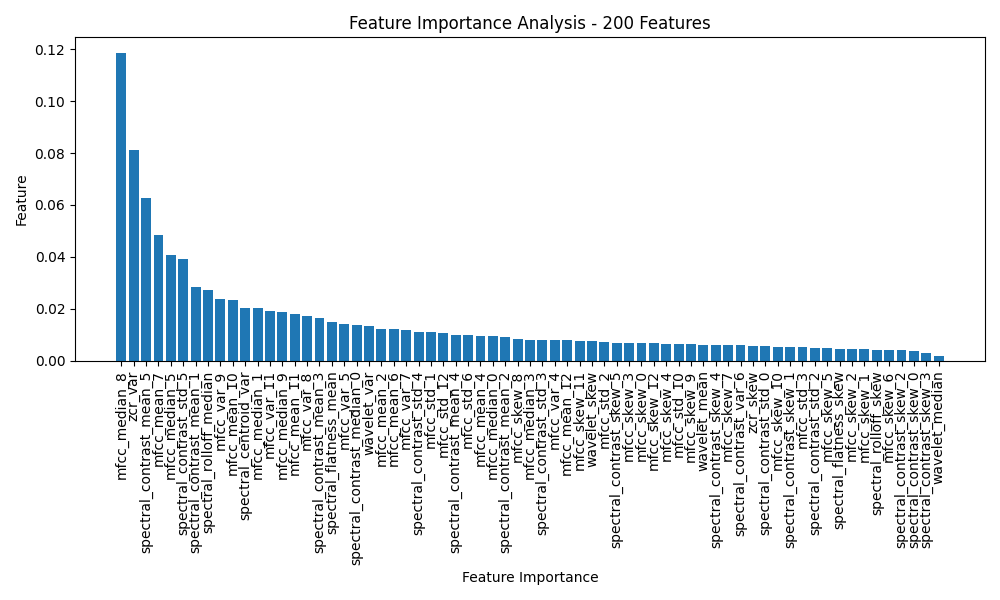 Feature Importance Analysis - 200 Features
Feature
0.12
0.10
0.08
0.06
0.04
0.02
0.00
mfcc_median_8
zcr_var
spectral_contrast_mean_5
mfcc_mean_7
mfcc_median_5
spectral_contrast_std_5
spectral_contrast_mean_1
spectral_rolloff_median
mfcc_var_9
mfcc_mean_10
spectral_centroid_var
mfcc_median_1
mfcc_var_11
mfcc_median_9
mfcc_mean_11
mfcc_var_8
spectral_contrast_mean_3
spectral_flatness_mean
mfcc_var_5
spectral_contrast_median_0
wavelet_var
mfcc_mean_2
mfcc_mean_6
mfcc_var_7
spectral_contrast_std_4
mfcc_std_1
mfcc_std_12
spectral_contrast_mean_4
mfcc_std_6
mfcc_mean_4
mfcc_median_0
spectral_contrast_mean_2
mfcc_skew_8
mfcc_median_3
spectral_contrast_std_3
mfcc_var_4
mfcc_mean_12
mfcc_skew_11
wavelet_skew
mfcc_std_2
spectral_contrast_skew_5
mfcc_skew_3
mfcc_skew_0
mfcc_skew_12
mfcc_skew_4
mfcc_std_10
mfcc_skew_9
wavelet_mean
spectral_contrast_skew_4
mfcc_skew_7
spectral_contrast_var_6
zcr_skew
spectral_contrast_std_0
mfcc_skew_10
spectral_contrast_skew_1
mfcc_std_3
spectral_contrast_std_2
mfcc_skew_5
spectral_flatness_skew
mfcc_skew_2
mfcc_skew_1
spectral_rolloff_skew
mfcc_skew_6
spectral_contrast_skew_2
spectral_contrast_skew_0
spectral_contrast_skew_3
wavelet_median
Feature Importance